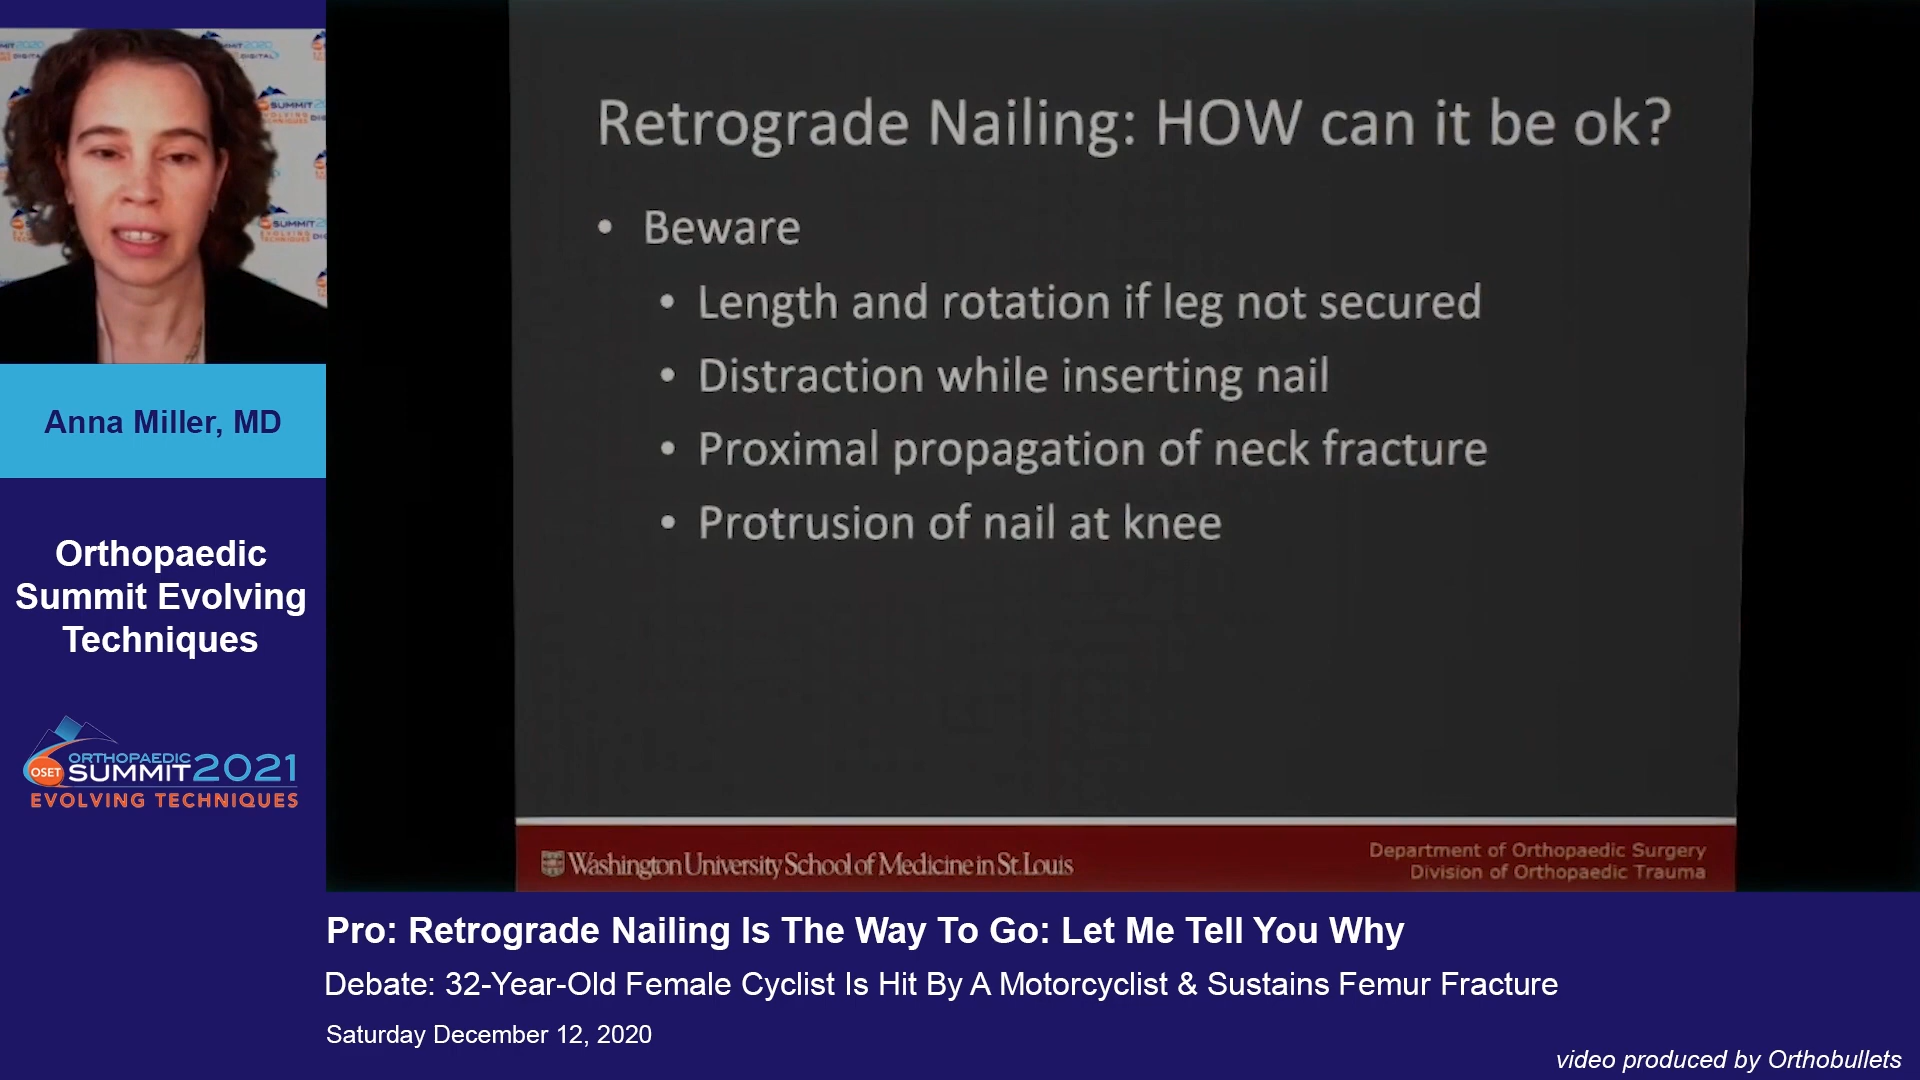 Retrograde Nailing: HOW can it be ok?
• Beware
• Length and rotation if leg not secured
• Distraction while inserting nail
• Proximal propagation of neck fracture
• Protrusion of nail at knee
Washington University School of Medicine in St. Louis
Department of Orthopaedic Surgery
Division of Orthopaedic Trauma
Anna Miller, MD
Orthopaedic
Summit Evolving
Techniques
ORTHOPAEDIC
OSET SUMMIT 2021
EVOLVING TECHNIQUES
Pro: Retrograde Nailing Is The Way To Go: Let Me Tell You Why
Debate: 32-Year-Old Female Cyclist Is Hit By A Motorcyclist & Sustains Femur Fracture
Saturday December 12, 2020
video produced by Orthobullets